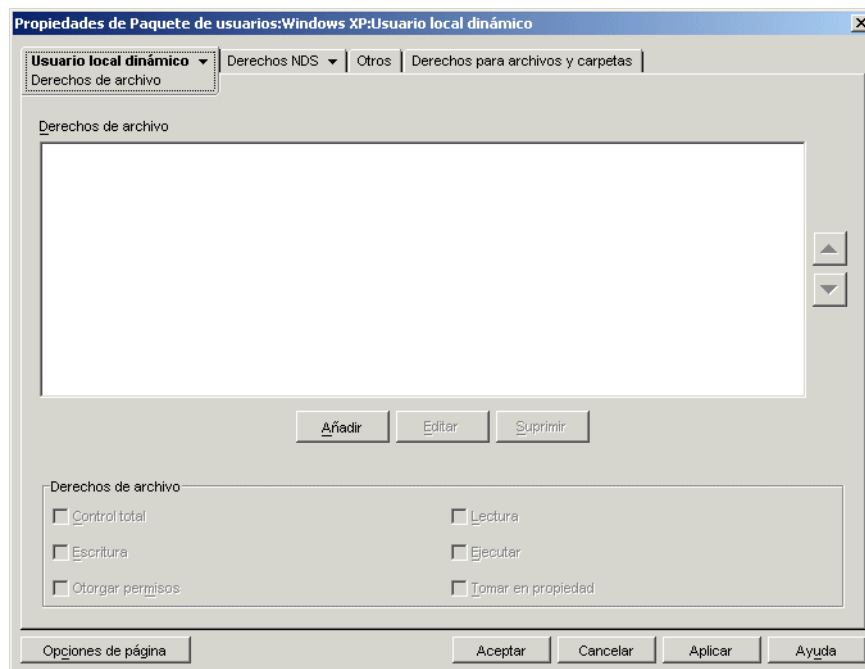 Propiedades de Paquete de usuarios:Windows XP:Usuario local dinámico
Usuario local dinámico Derechos NDS Otros Derechos para archivos y carpetas
Derechos de archivo
Derechos de archivo
Añadir Editar Suprimir
Derechos de archivo
Control total Lectura
Escritura Ejecutar
Otorgar permisos Tomar en propiedad
Opciones de página Aceptar Cancelar Aplicar Ayuda